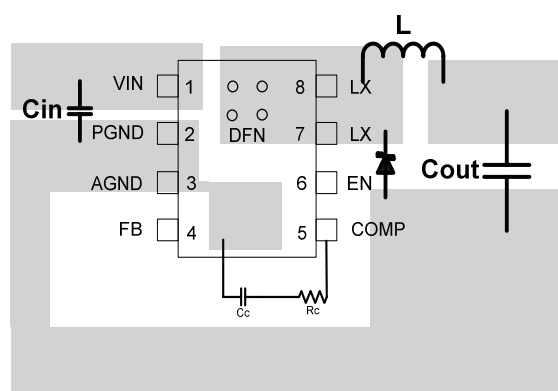 L
VIN 1 8 LX
Cin
PGND 2 DFN 7 LX
Cout
AGND 3 6 EN
FB 4 5 COMP
Cc Rc